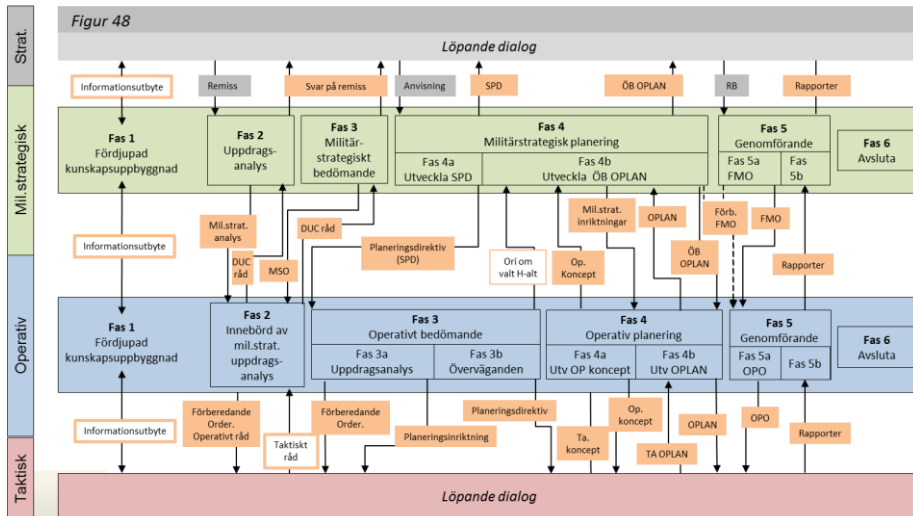 Figur 48
Strat.
Löpande dialog
Informationsutbyte
Remiss
Svar på remiss
Anvisning
SPD
ÖB OPLAN
RB
Rapporter
Mil.strategisk
Fas 1
Fördjupad
kunskapsuppbyggnad
Fas 2
Uppdrags-
analys
Fas 3
Militär-
strategiskt
bedömande
Fas 4
Militärstrategisk planering
Fas 4a
Utveckla SPD
Fas 4b
Utveckla ÖB OPLAN
Fas 5
Genomförande
Fas 5a
FMO
Fas
5b
Fas 6
Avsluta
Informationsutbyte
Mil.strat.
analys
DUC
råd
MSO
DUC råd
Planeringsdirektiv
(SPD)
Ori om
valt H-alt
Op.
Koncept
Mil.strat.
inriktningar
OPLAN
ÖB
OPLAN
Förb.
FMO
FMO
Rapporter
Operativ
Fas 1
Fördjupad
kunskapsuppbyggnad
Fas 2
Innebörd av
mil.strat.
uppdrags-
analys
Fas 3
Operativt bedömande
Fas 3a
Uppdragsanalys
Fas 3b
Överväganden
Fas 4
Operativ planering
Fas 4a
Utv OP koncept
Fas 4b
Utv OPLAN
Fas 5
Genomförande
Fas 5a
OPO
Fas 5b
Fas 6
Avsluta
Informationsutbyte
Förberedande
Order.
Operativt råd
Taktiskt
råd
Förberedande
Order.
Planeringsinriktning
Planeringsdirektiv
Ta.
koncept
Op.
koncept
TA OPLAN
OPLAN
OPO
Rapporter
Taktisk
Löpande dialog